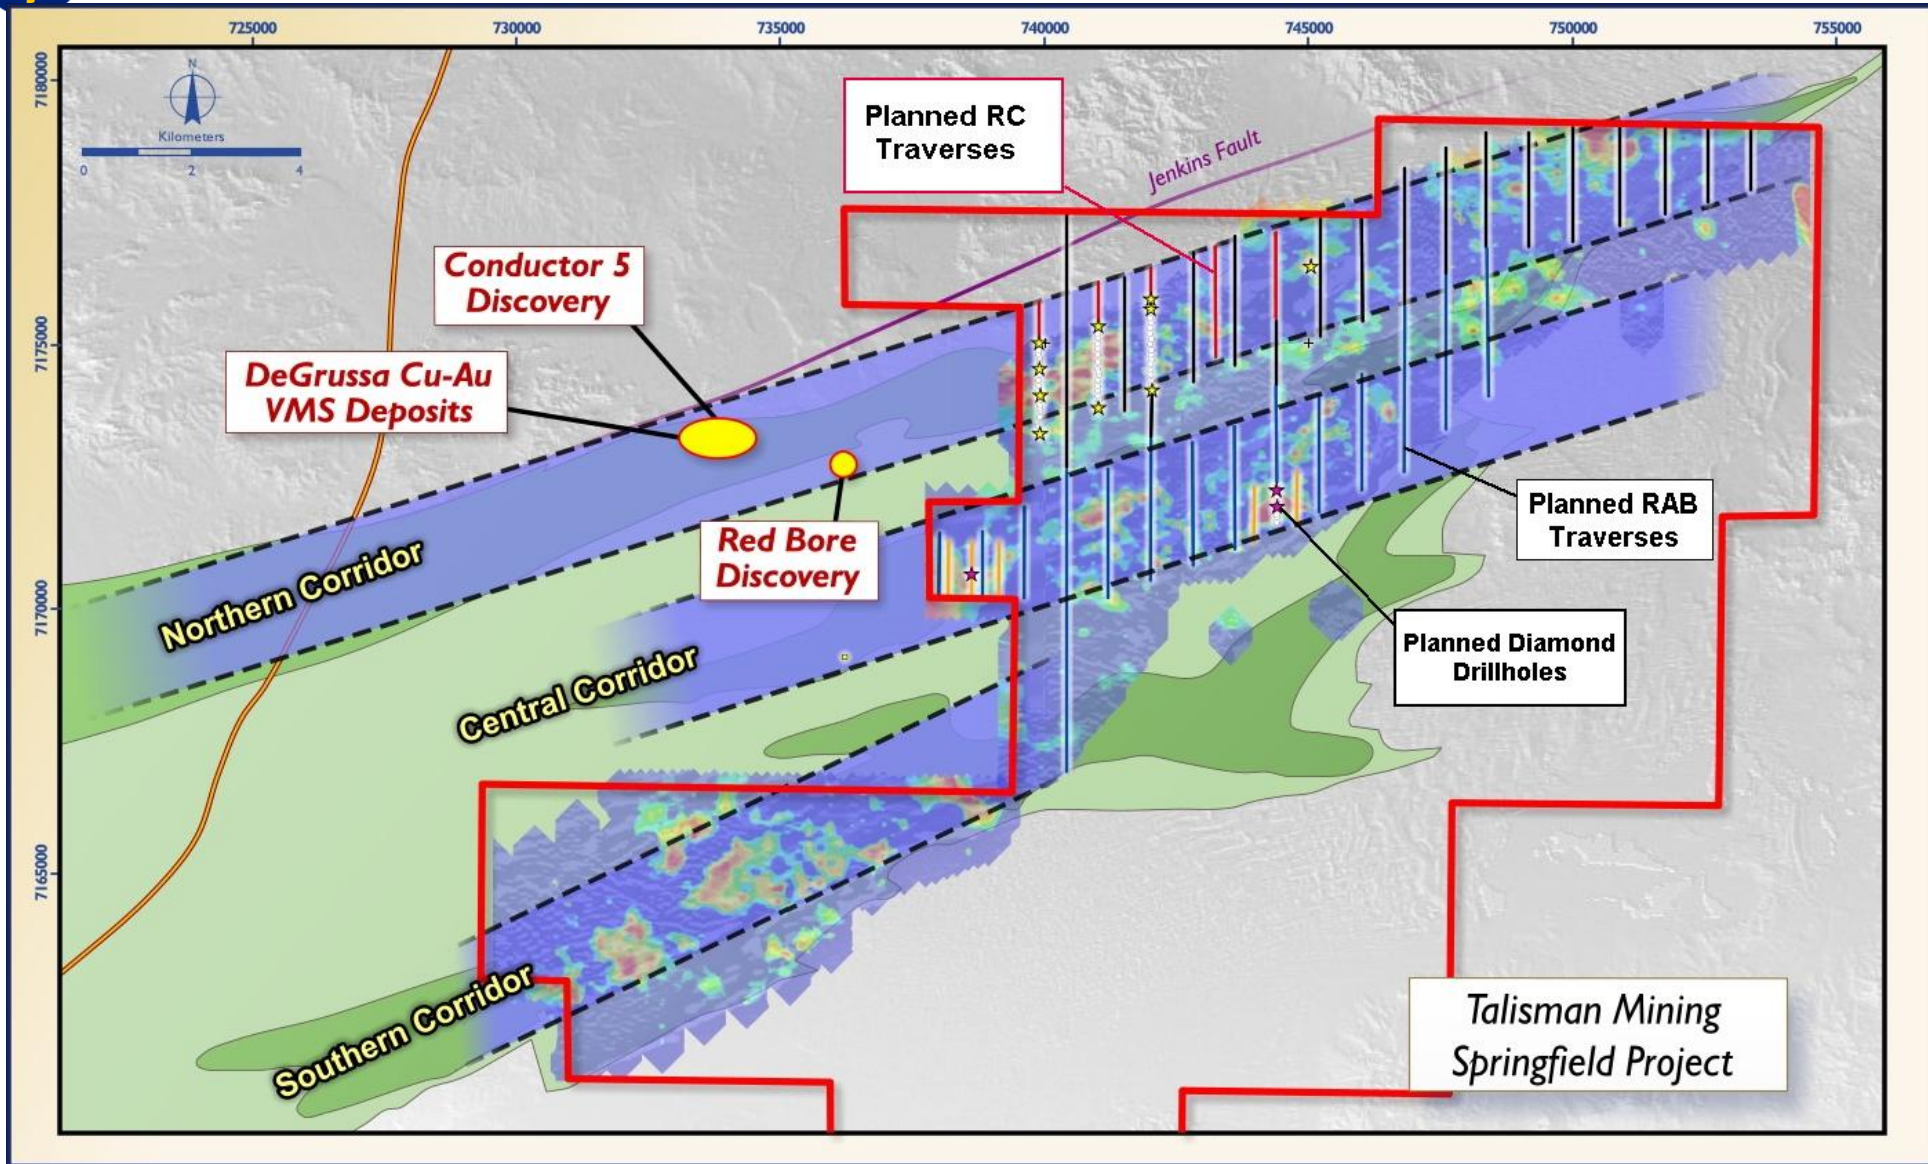 725000
730000
735000
740000
745000
750000
755000
7180000
7175000
7170000
7165000
N
Kilometers
0
2
4
Planned RC
Traverses
Jenkins Fault
Conductor 5
Discovery
DeGrussa Cu-Au
VMS Deposits
Red Bore
Discovery
Planned RAB
Traverses
Planned Diamond
Drillholes
Northern Corridor
Central Corridor
Southern Corridor
Talisman Mining
Springfield Project